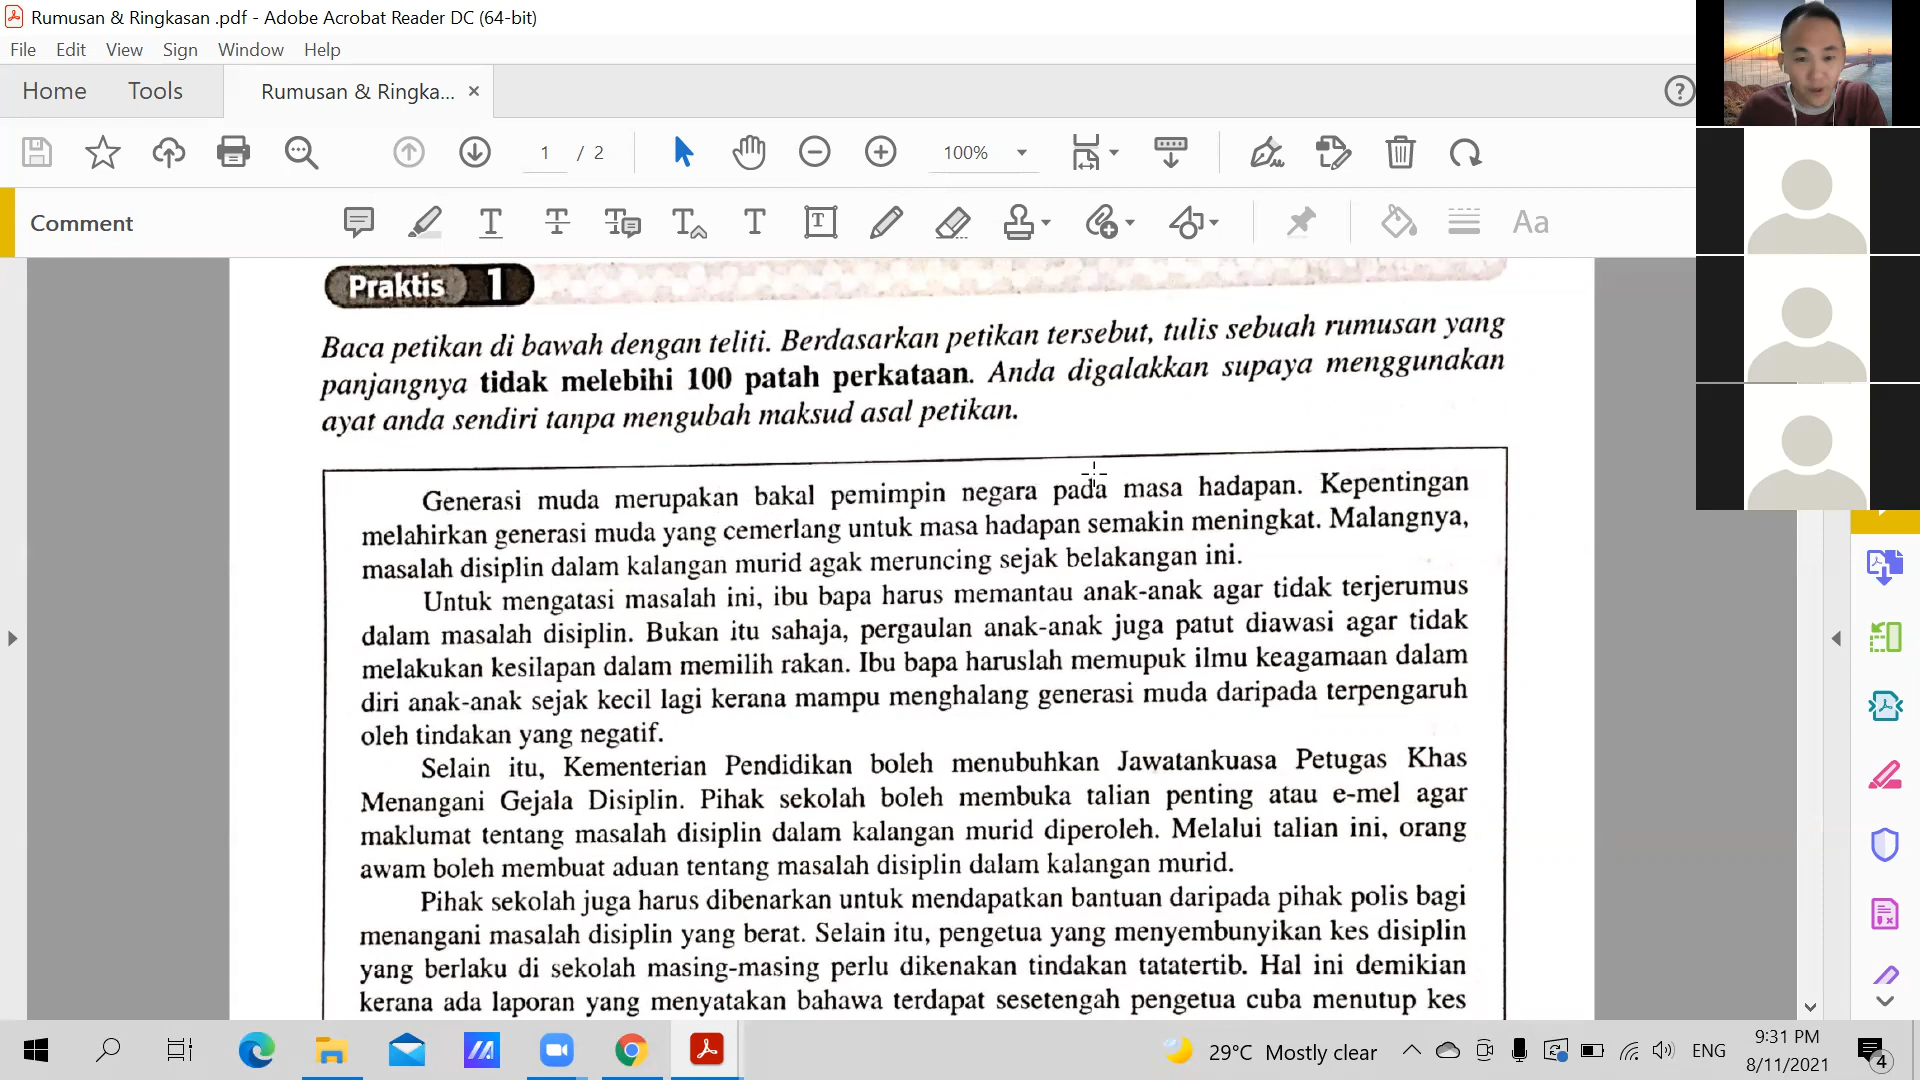 Rumusan & Ringkasan .pdf - Adobe Acrobat Reader DC (64-bit)
File Edit View Sign Window Help
Home Tools Rumusan & Ringka... ×
1 / 2 100%
Comment
Aa
Praktis 1
Baca petikan di bawah dengan teliti. Berdasarkan petikan tersebut, tulis sebuah rumusan yang
panjangnya tidak melebihi 100 patah perkataan. Anda digalakkan supaya menggunakan
ayat anda sendiri tanpa mengubah maksud asal petikan.
Generasi muda merupakan bakal pemimpin negara pada masa hadapan. Kepentingan
melahirkan generasi muda yang cemerlang untuk masa hadapan semakin meningkat. Malangnya,
masalah disiplin dalam kalangan murid agak meruncing sejak belakangan ini.
Untuk mengatasi masalah ini, ibu bapa harus memantau anak-anak agar tidak terjerumus
dalam masalah disiplin. Bukan itu sahaja, pergaulan anak-anak juga patut diawasi agar tidak
melakukan kesilapan dalam memilih rakan. Ibu bapa haruslah memupuk ilmu keagamaan dalam
diri anak-anak sejak kecil lagi kerana mampu menghalang generasi muda daripada terpengaruh
oleh tindakan yang negatif.
Selain itu, Kementerian Pendidikan boleh menubuhkan Jawatankuasa Petugas Khas
Menangani Gejala Disiplin. Pihak sekolah boleh membuka talian penting atau e-mel agar
maklumat tentang masalah disiplin dalam kalangan murid diperoleh. Melalui talian ini, orang
awam boleh membuat aduan tentang masalah disiplin dalam kalangan murid.
Pihak sekolah juga harus dibenarkan untuk mendapatkan bantuan daripada pihak polis bagi
menangani masalah disiplin yang berat. Selain itu, pengetua yang menyembunyikan kes disiplin
yang berlaku di sekolah masing-masing perlu dikenakan tindakan tatatertib. Hal ini demikian
kerana ada laporan yang menyatakan bahawa terdapat sesetengah pengetua cuba menutup kes
29°C Mostly clear ENG 9:31 PM
8/11/2021 4